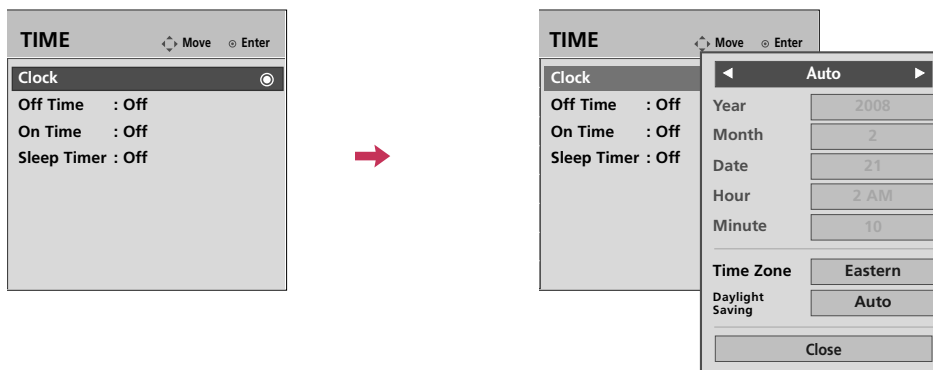 TIME Move Enter
Clock
Off Time : Off
On Time : Off
Sleep Timer : Off
TIME Move Enter
Clock
Off Time : Off
On Time : Off
Sleep Timer : Off
Auto
Year 2008
Month 2
Date 21
Hour 2 AM
Minute 10
Time Zone Eastern
Daylight
Saving Auto
Close